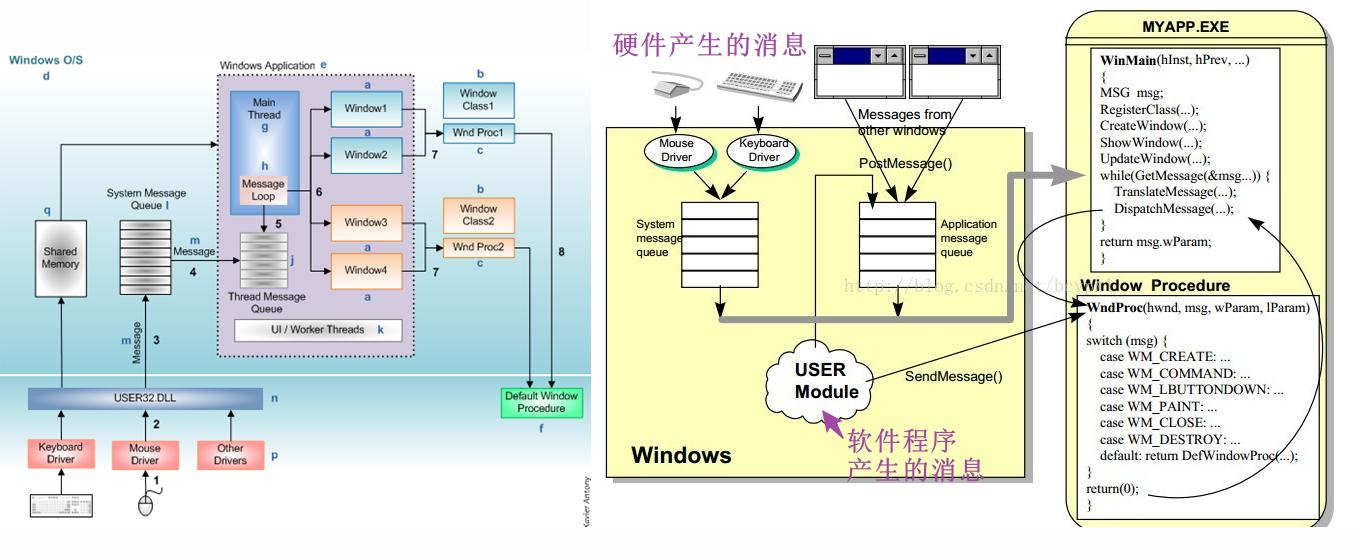 Windows O/S
d
Windows Application e
Main
Thread
g
h
Message
Loop
a
Window1
a
Window2
Window3
a
Window4
a
b
Window
Class1
Wnd Proc1
c
b
Window
Class2
Wnd Proc2
c
6
7
7
8
5
j
Thread Message
Queue
UI / Worker Threads k
System Message
Queue l
q
Shared
Memory
m
Message
4
m
Message
3
USER32.DLL n
2
Keyboard
Driver
Mouse
Driver
Other
Drivers
p
1
Default Window
Procedure
f
Xavier Antony
硬件产生的消息
Messages from
other windows
Mouse
Driver
Keyboard
Driver
PostMessage()
System
message
queue
Application
message
queue
http://blog.csdn.net/
USER
Module
SendMessage()
软件程序
产生的消息
Windows
MYAPP.EXE
WinMain(hInst, hPrev, ...)
{
MSG msg;
RegisterClass(...);
CreateWindow(...);
ShowWindow(...);
UpdateWindow(...);
while(GetMessage(&msg...)) {
TranslateMessage(...);
DispatchMessage(...);
}
return msg.wParam;
}
Window Procedure
WndProc(hwnd, msg, wParam, lParam)
{
switch (msg) {
case WM_CREATE: ...
case WM_COMMAND: ...
case WM_LBUTTONDOWN: ...
case WM_PAINT: ...
case WM_CLOSE: ...
case WM_DESTROY: ...
default: return DefWindowProc(...);
}
return(0);
}